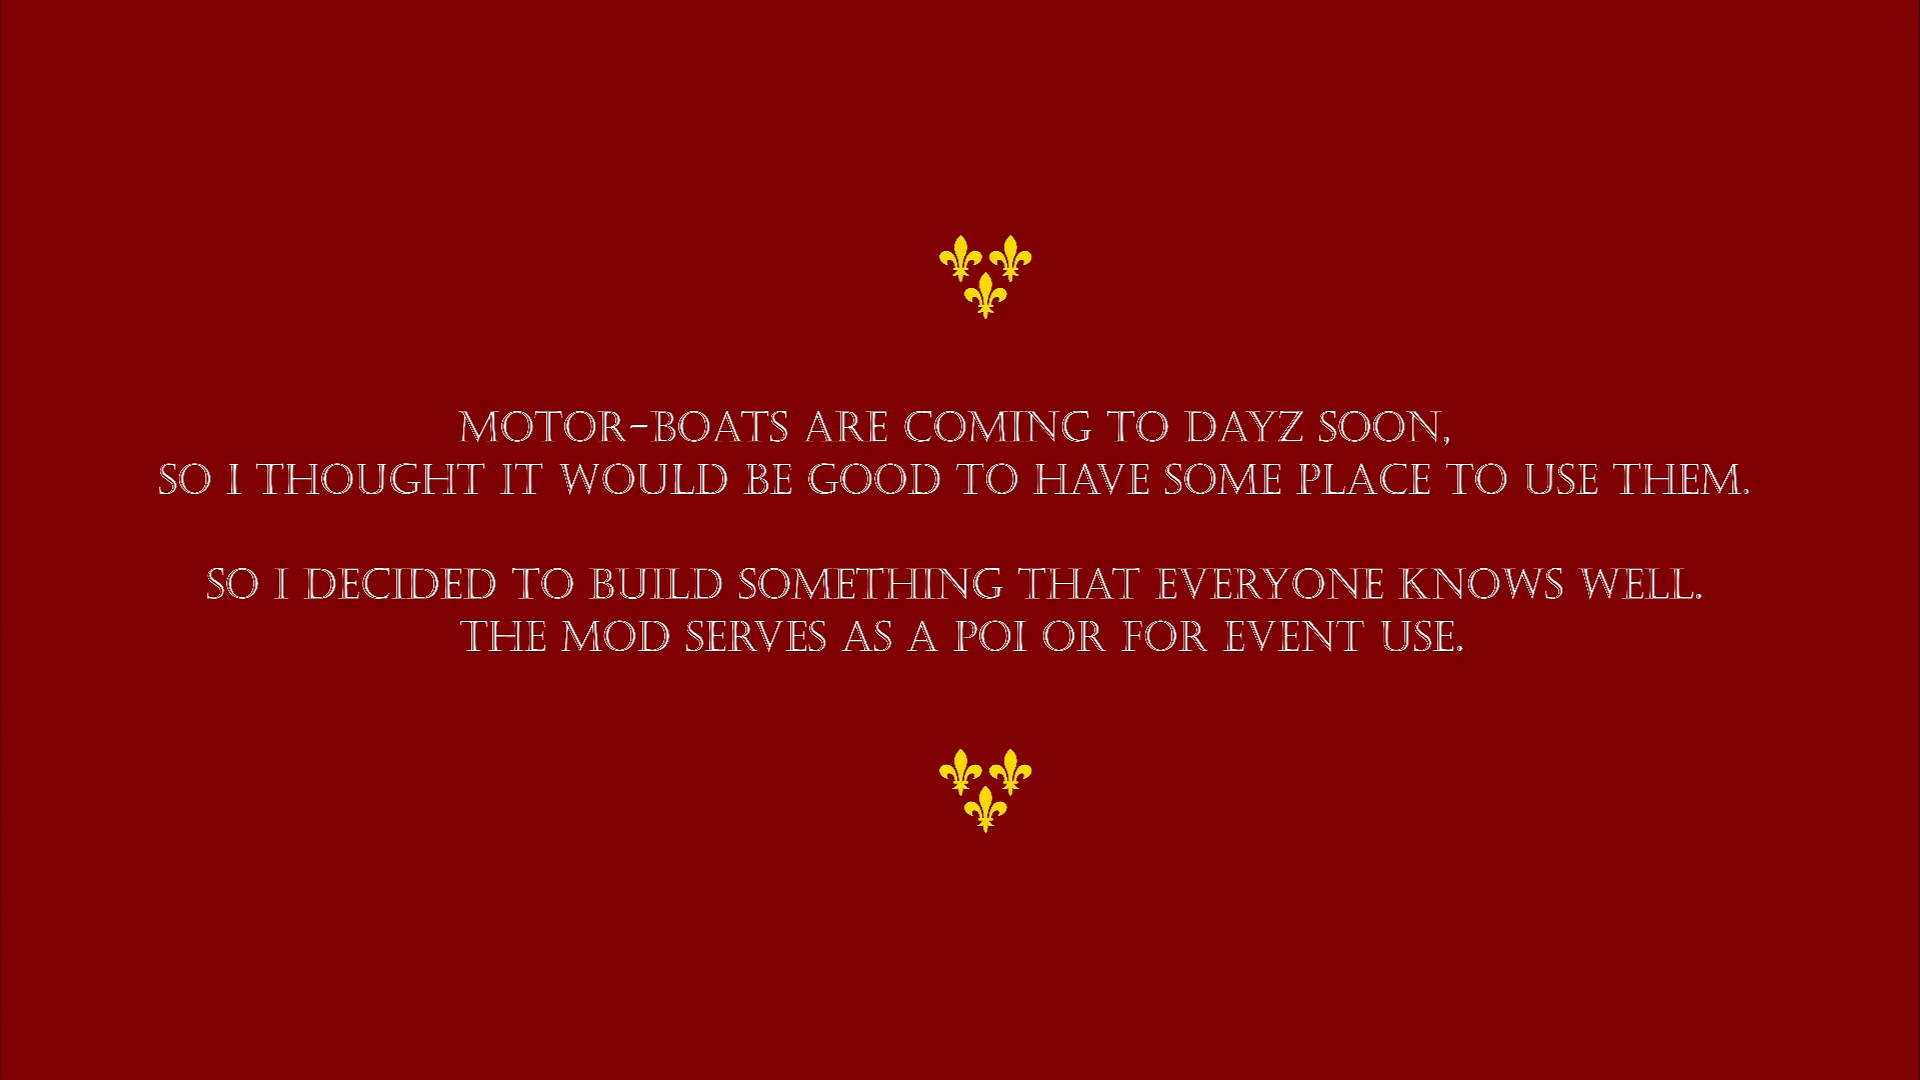 MOTOR-BOATS ARE COMING TO DAYZ SOON,
SO I THOUGHT IT WOULD BE GOOD TO HAVE SOME PLACE TO USE THEM.
SO I DECIDED TO BUILD SOMETHING THAT EVERYONE KNOWS WELL.
THE MOD SERVES AS A POI OR FOR EVENT USE.